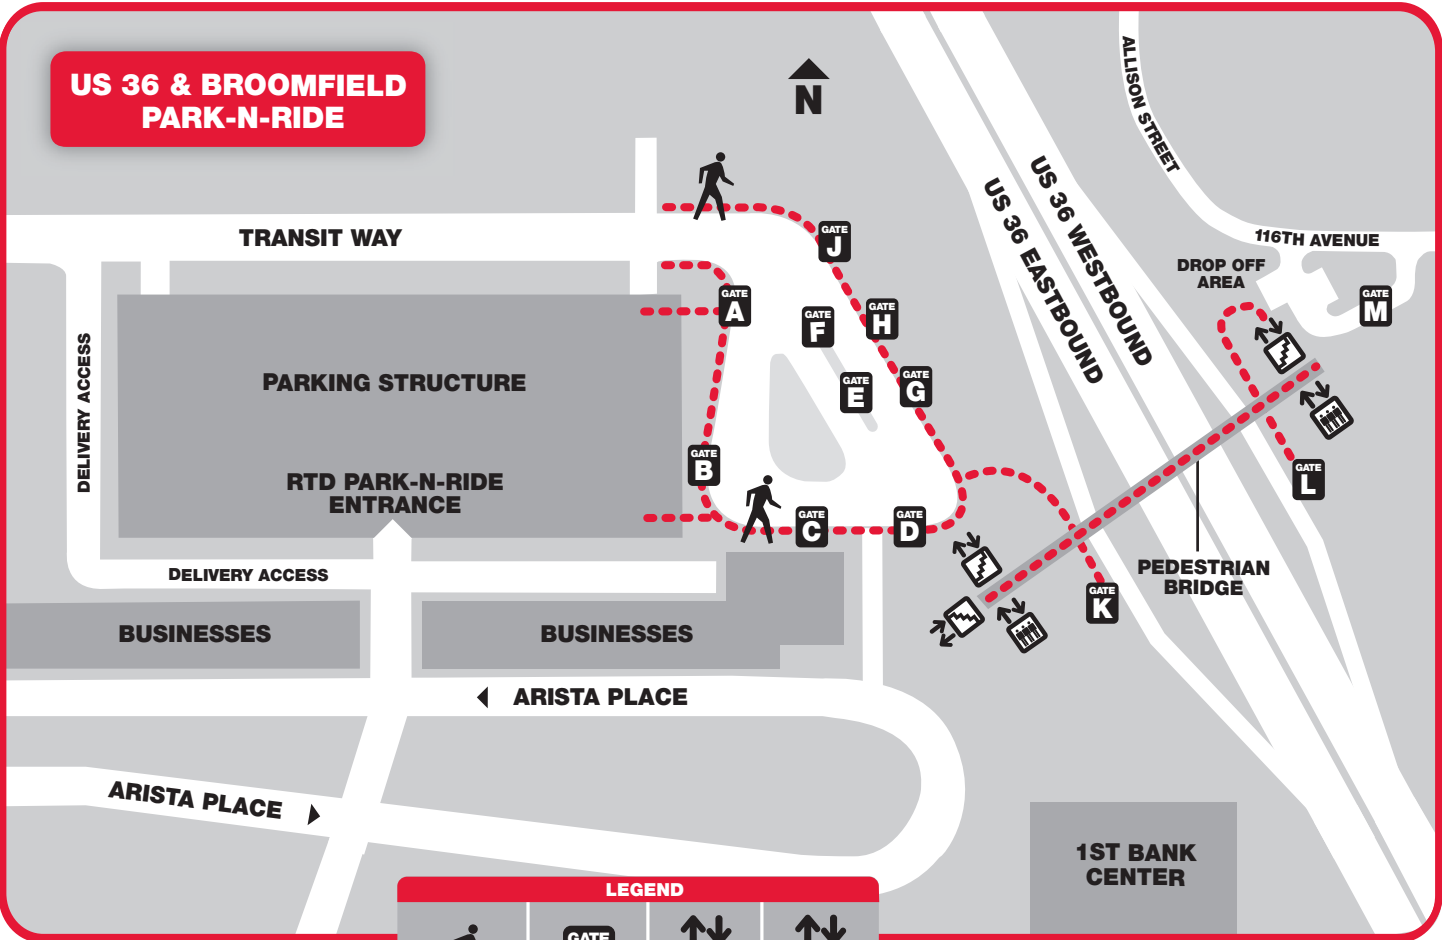 US 36 & BROOMFIELD
PARK-N-RIDE
N
ALLISON STREET
US 36 WESTBOUND
US 36 EASTBOUND
116TH AVENUE
DROP OFF
AREA
TRANSIT WAY
GATE
J
GATE
M
GATE
A
GATE
F
GATE
H
DELIVERY ACCESS
PARKING STRUCTURE
GATE
E
GATE
G
GATE
B
GATE
L
RTD PARK-N-RIDE
ENTRANCE
GATE
C
GATE
D
PEDESTRIAN
BRIDGE
DELIVERY ACCESS
GATE
K
BUSINESSES
BUSINESSES
ARISTA PLACE
ARISTA PLACE
1ST BANK
CENTER
LEGEND
GATE